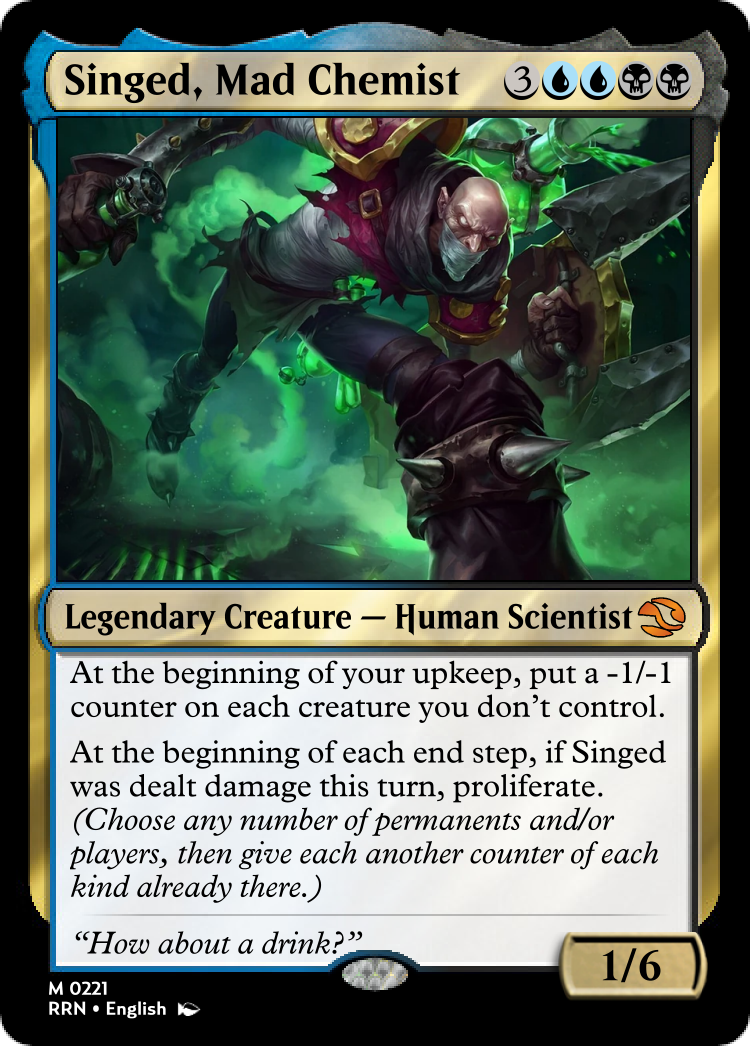 Singed, Mad Chemist 3
Legendary Creature — Human Scientist
At the beginning of your upkeep, put a -1/-1
counter on each creature you don’t control.
At the beginning of each end step, if Singed
was dealt damage this turn, proliferate.
(Choose any number of permanents and/or
players, then give each another counter of each
kind already there.)
“How about a drink?”
1/6
M 0221
RRN • English